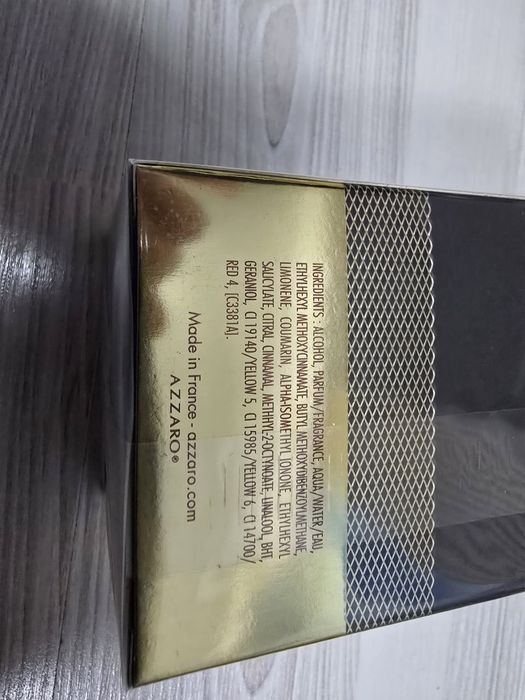 INGREDIENTS : ALCOHOL, PARFUM/FRAGRANCE, AQUA/WATER/EAU,
ETHYLHEXYL METHOXYCINNAMATE, BUTYL METHOXYDIBENZOYLMETHANE,
LIMONENE, COUMARIN, ALPHA-ISOMETHYL IONONE, ETHYLHEXYL
SALICYLATE, CITRAL, CINNAMAL, METHHYL-2-OCTYNOATE, LINALOOL, BHT,
GERANIOL, CI 19140/YELLOW 5, CI 15985/YELLOW 6, CI 14700/
RED 4, [C3381A].
Made in France - azzaro.com
AZZARO®